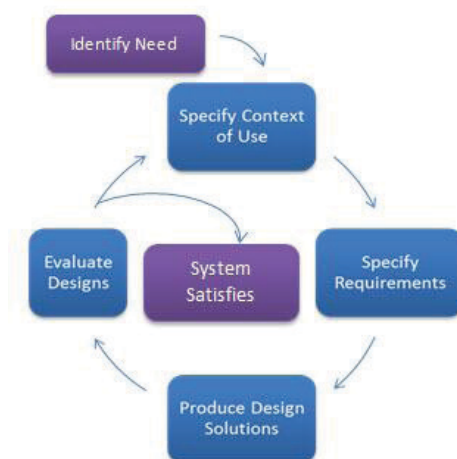 Identify Need
Specify Context
of Use
Evaluate
Designs
System
Satisfies
Specify
Requirements
Produce Design
Solutions